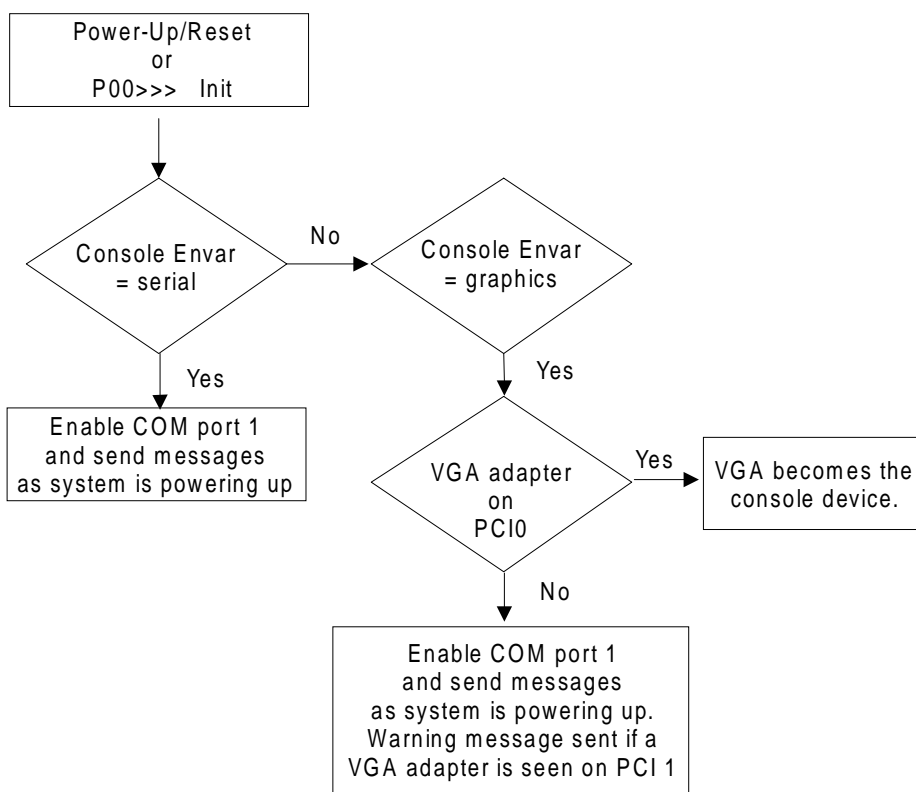 Power-Up/Reset
or
P00>>> Init
Console Envar
= serial
No
Console Envar
= graphics
Yes
Enable COM port 1
and send messages
as system is powering up
Yes
VGA adapter
on
PCI0
Yes
VGA becomes the
console device.
No
Enable COM port 1
and send messages
as system is powering up.
Warning message sent if a
VGA adapter is seen on PCI 1